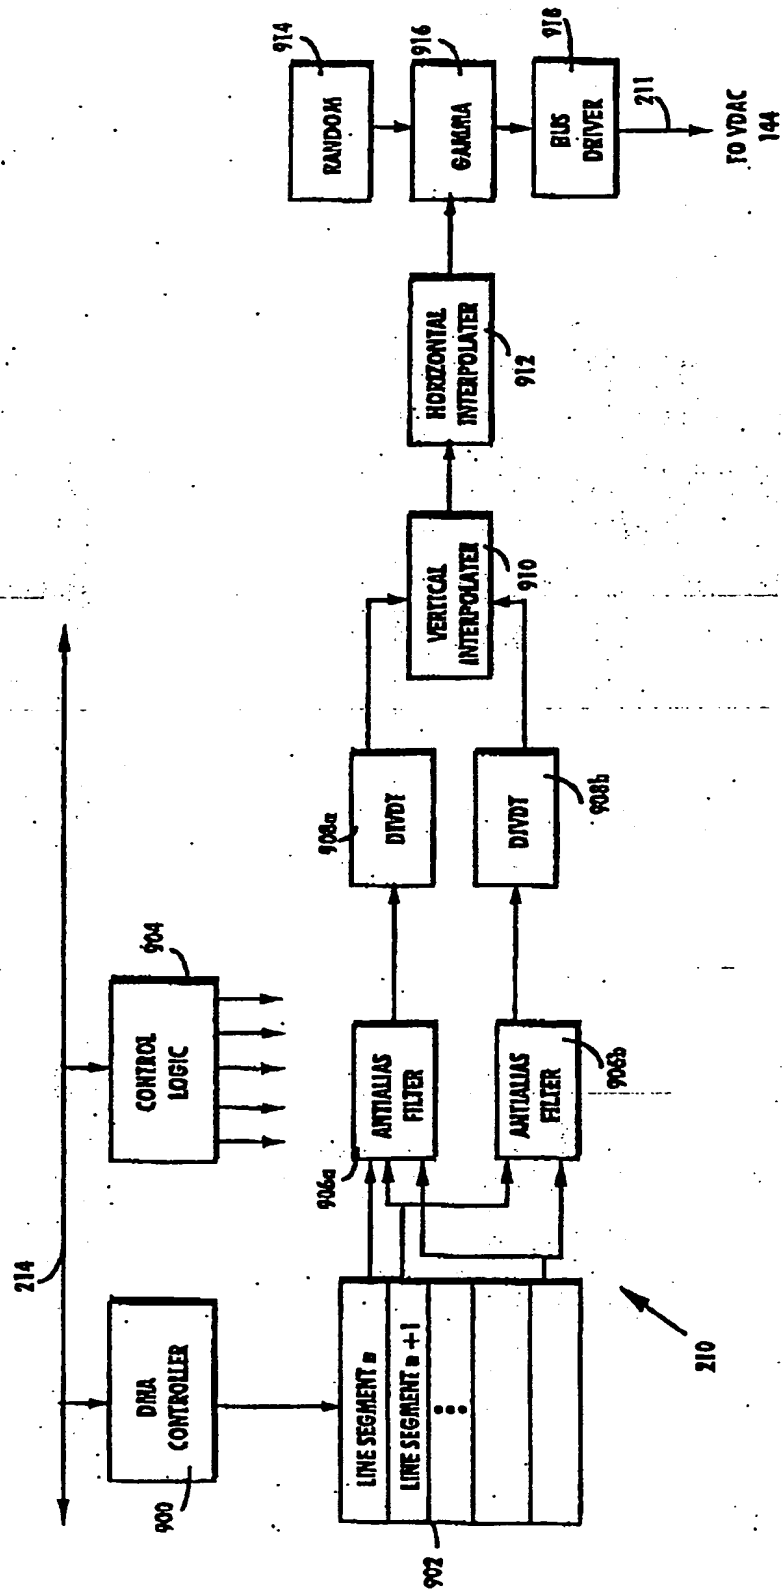 214
DMA
CONTROLLER
900
CONTROL
LOGIC
904
LINE SEGMENT n
LINE SEGMENT n + 1
902
906a
ANTIALIAS
FILTER
ANTIALIAS
FILTER
906b
908a
DIVDT
DIVDT
908b
VERTICAL
INTERPOLATER
910
HORIZONTAL
INTERPOLATER
912
RANDOM
914
GAMMA
916
BUS
DRIVER
918
211
TO VDAC
144
210